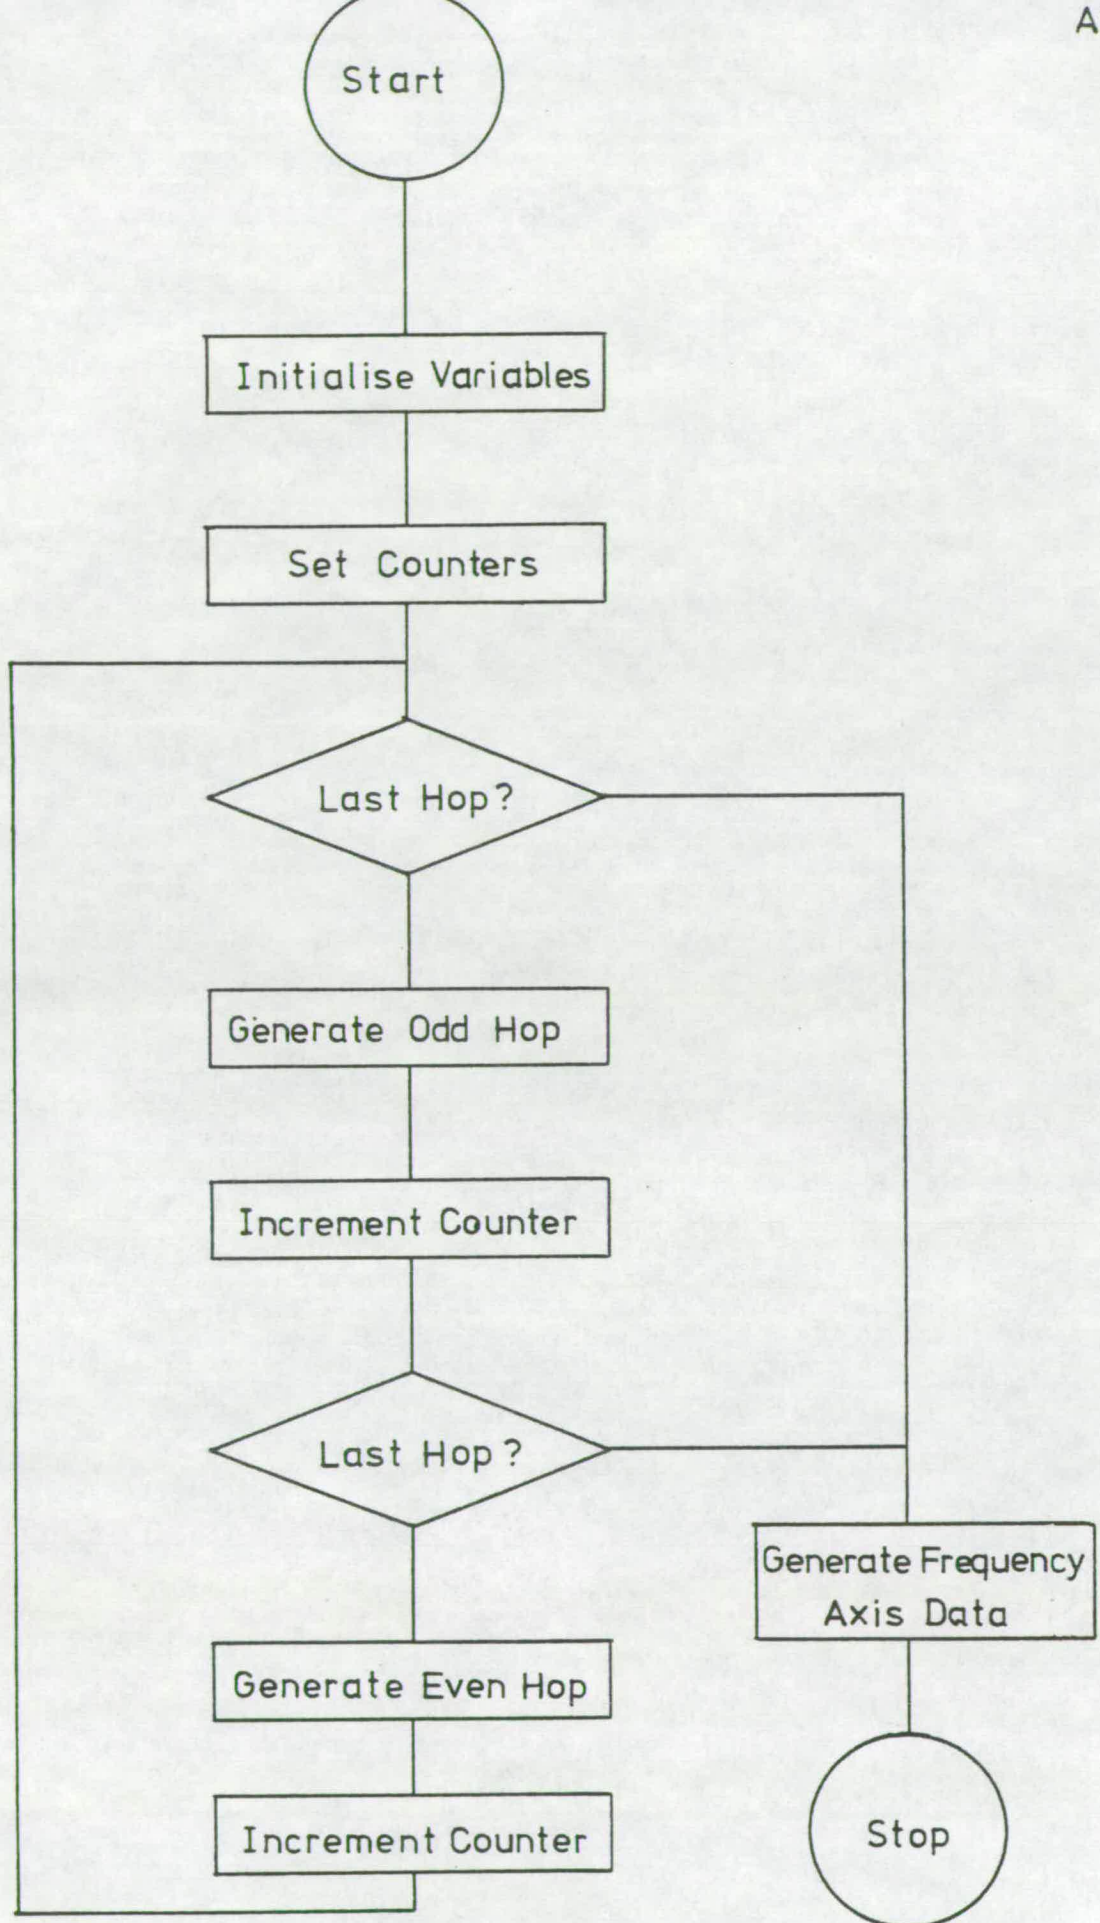 A
Start
Initialise Variables
Set Counters
Last Hop?
Generate Odd Hop
Increment Counter
Last Hop?
Generate Even Hop
Increment Counter
Generate Frequency
Axis Data
Stop